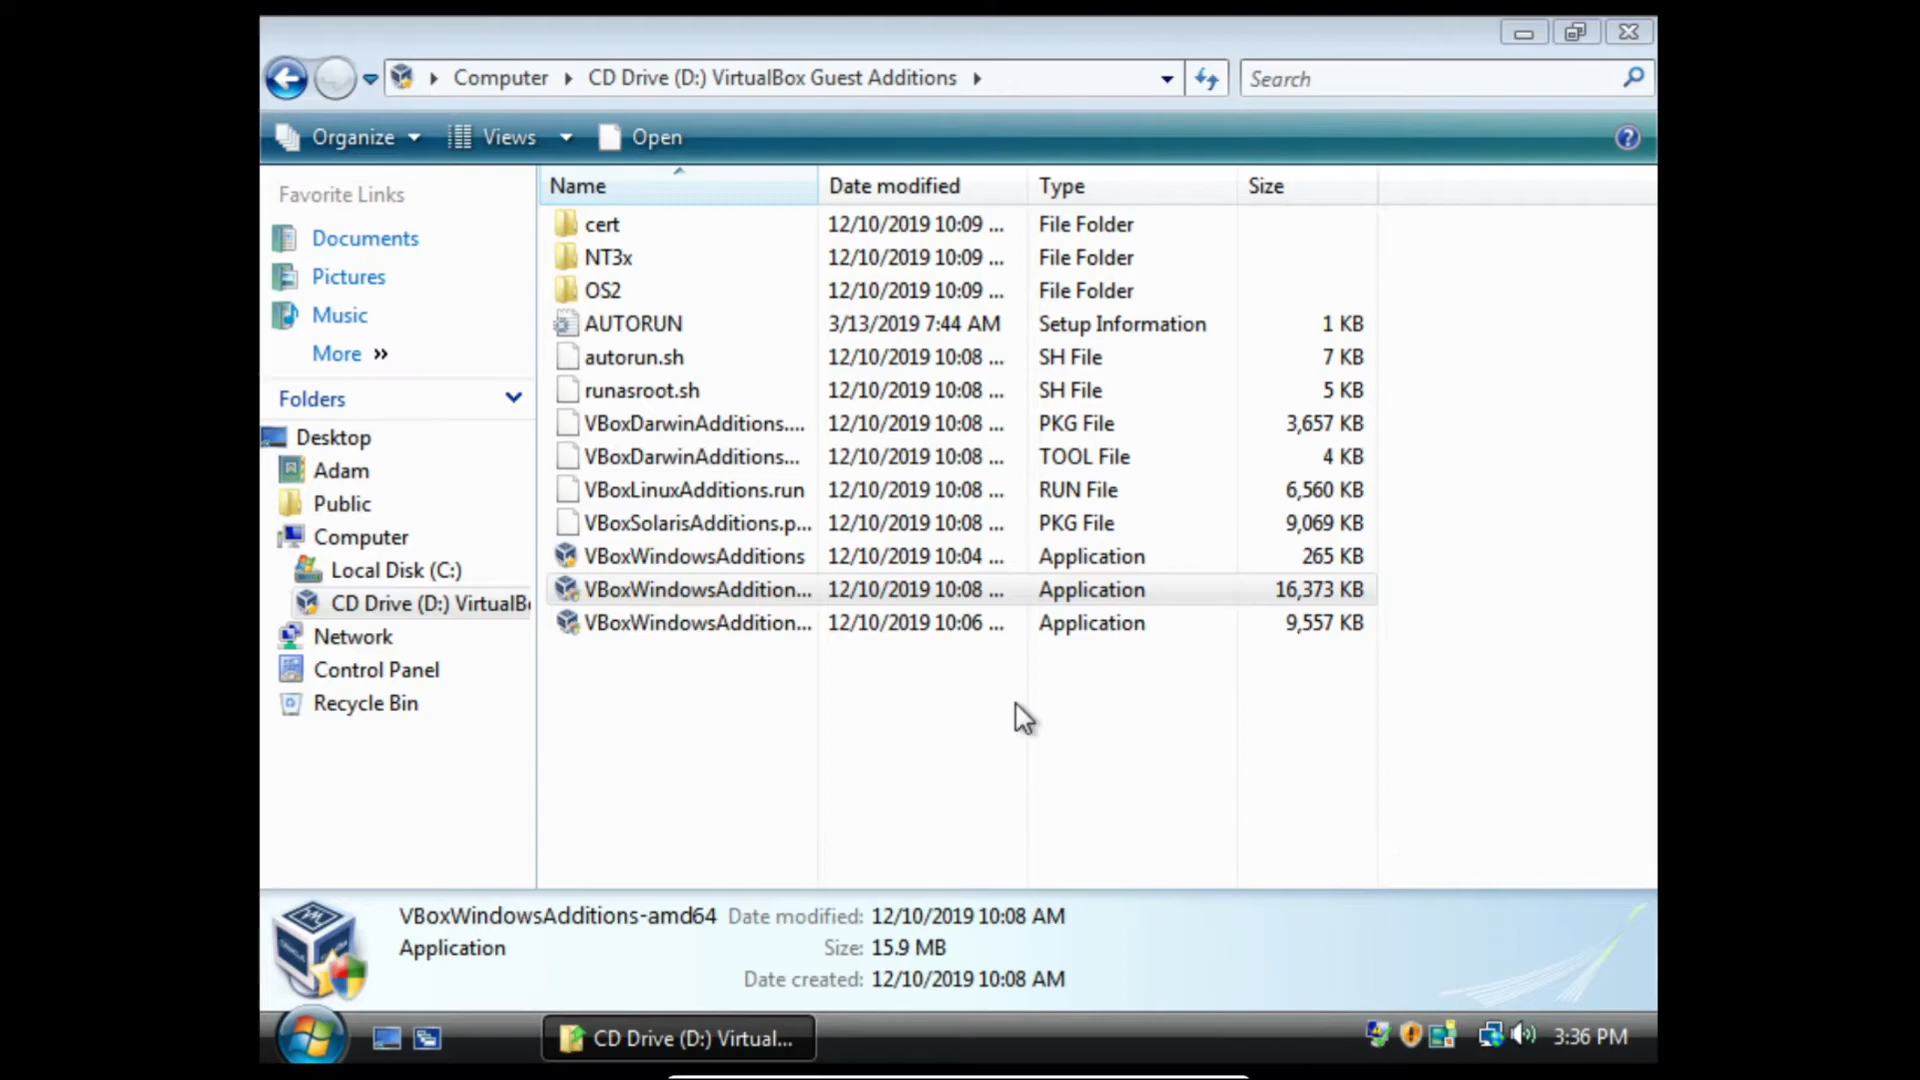 Computer CD Drive (D:) VirtualBox Guest Additions Search
Organize Views Open
Favorite Links
Documents
Pictures
Music
More »
Folders
Desktop
Adam
Public
Computer
Local Disk (C:)
CD Drive (D:) VirtualB
Network
Control Panel
Recycle Bin
Name Date modified Type Size
cert 12/10/2019 10:09 ... File Folder
NT3x 12/10/2019 10:09 ... File Folder
OS2 12/10/2019 10:09 ... File Folder
AUTORUN 3/13/2019 7:44 AM Setup Information 1 KB
autorun.sh 12/10/2019 10:08 ... SH File 7 KB
runasroot.sh 12/10/2019 10:08 ... SH File 5 KB
VBoxDarwinAdditions.... 12/10/2019 10:08 ... PKG File 3,657 KB
VBoxDarwinAdditions... 12/10/2019 10:08 ... TOOL File 4 KB
VBoxLinuxAdditions.run 12/10/2019 10:08 ... RUN File 6,560 KB
VBoxSolarisAdditions.p... 12/10/2019 10:08 ... PKG File 9,069 KB
VBoxWindowsAdditions 12/10/2019 10:04 ... Application 265 KB
VBoxWindowsAddition... 12/10/2019 10:08 ... Application 16,373 KB
VBoxWindowsAddition... 12/10/2019 10:06 ... Application 9,557 KB
VBoxWindowsAdditions-amd64 Date modified: 12/10/2019 10:08 AM
Application Size: 15.9 MB
Date created: 12/10/2019 10:08 AM
CD Drive (D:) Virtual... 3:36 PM